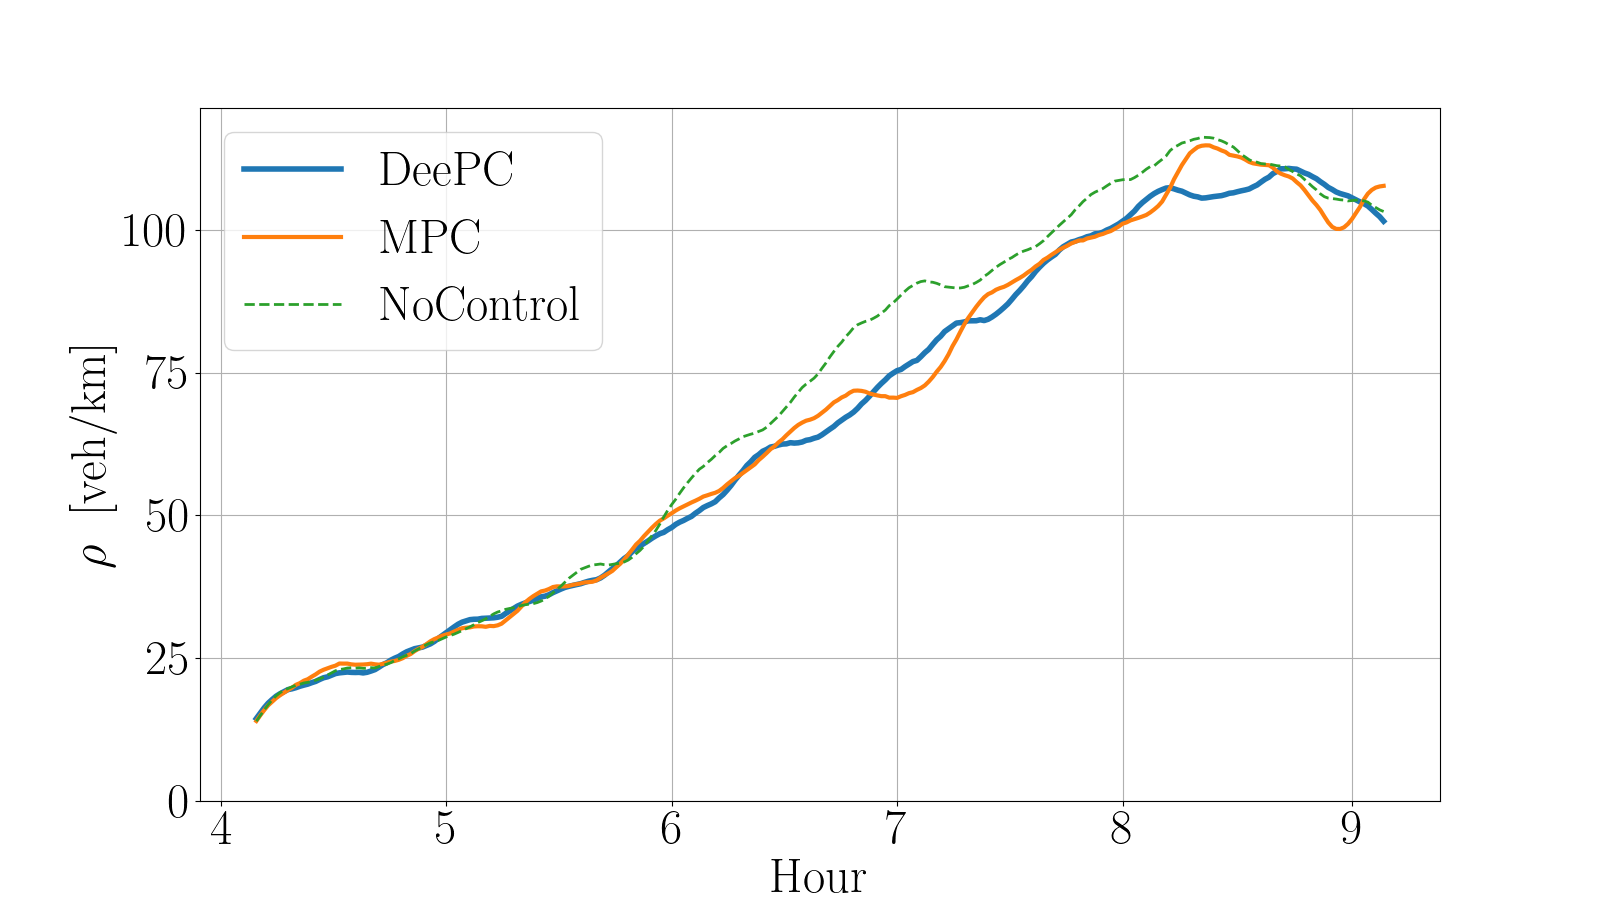 DeePC
MPC
NoControl
100
75
50
25
0
ρ [veh/km]
4 5 6 7 8 9
Hour